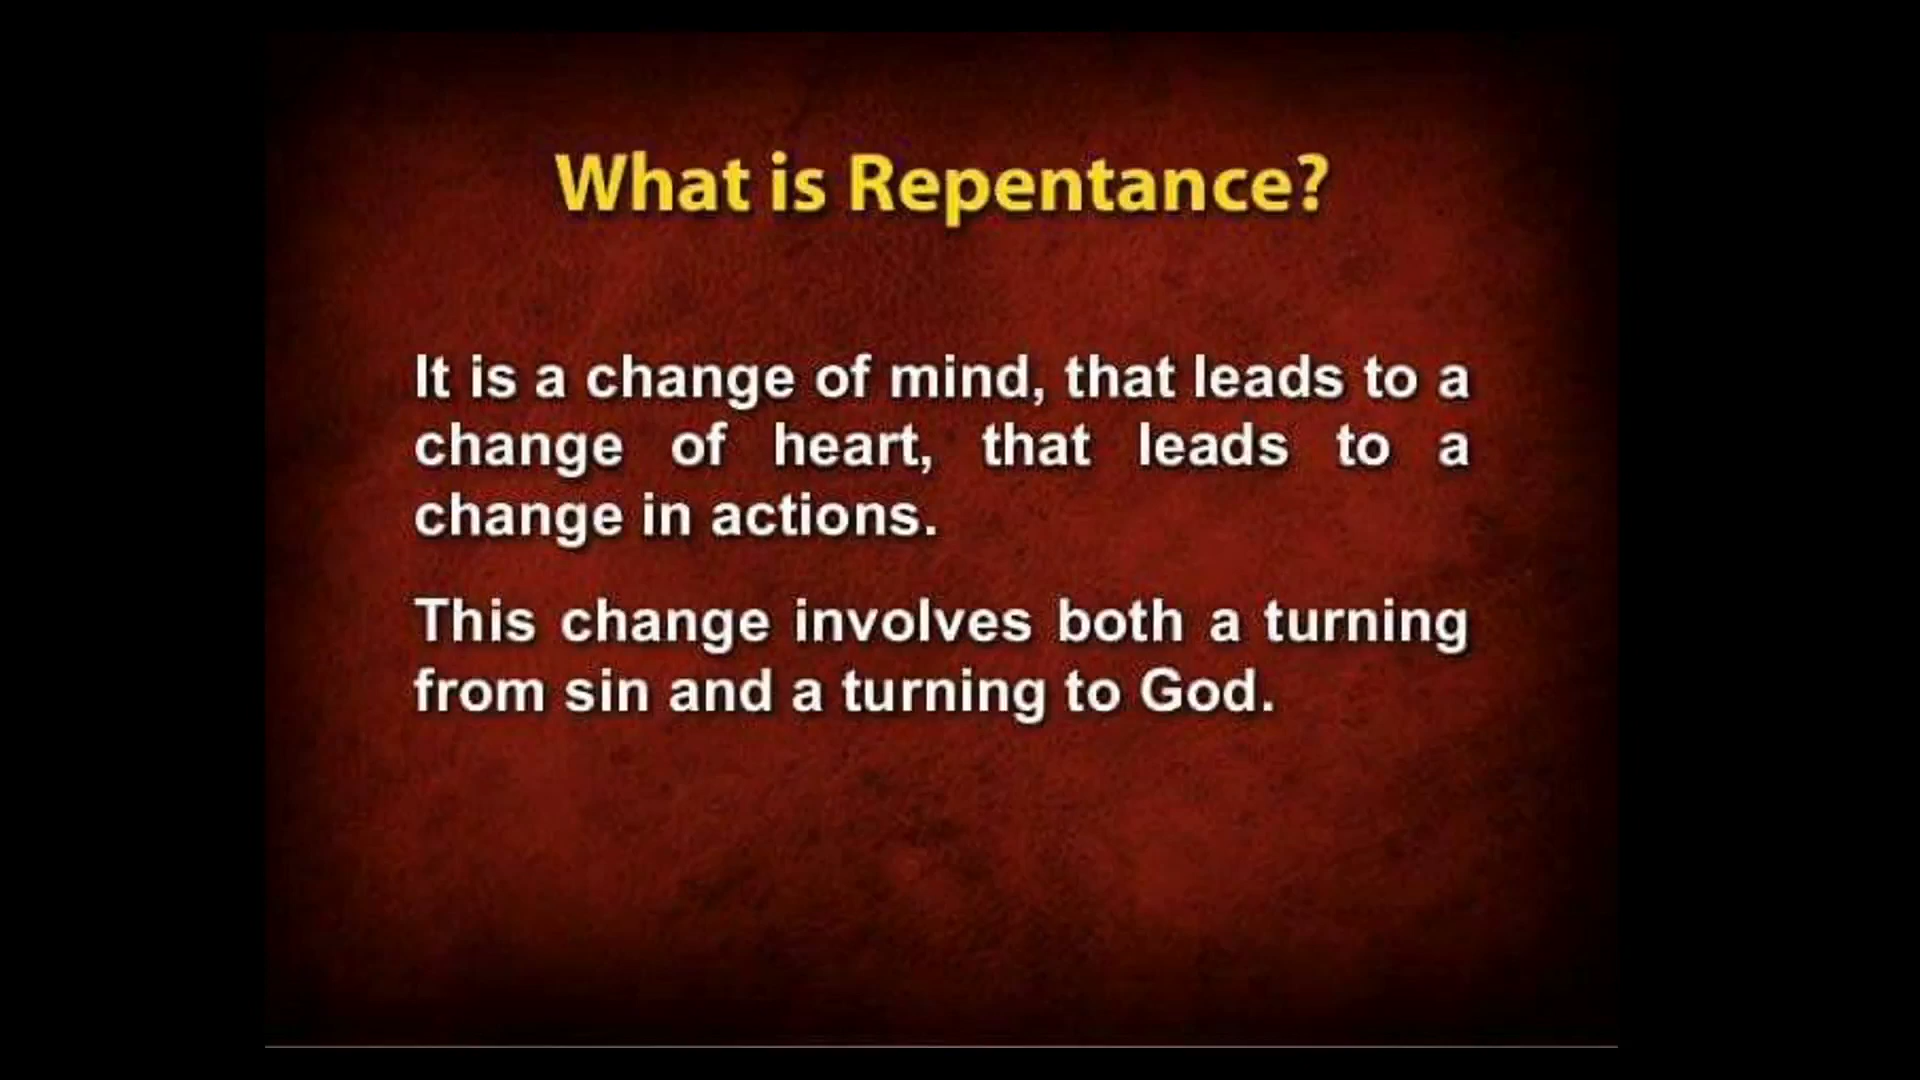 What is Repentance?
It is a change of mind, that leads to a
change of heart, that leads to a
change in actions.
This change involves both a turning
from sin and a turning to God.